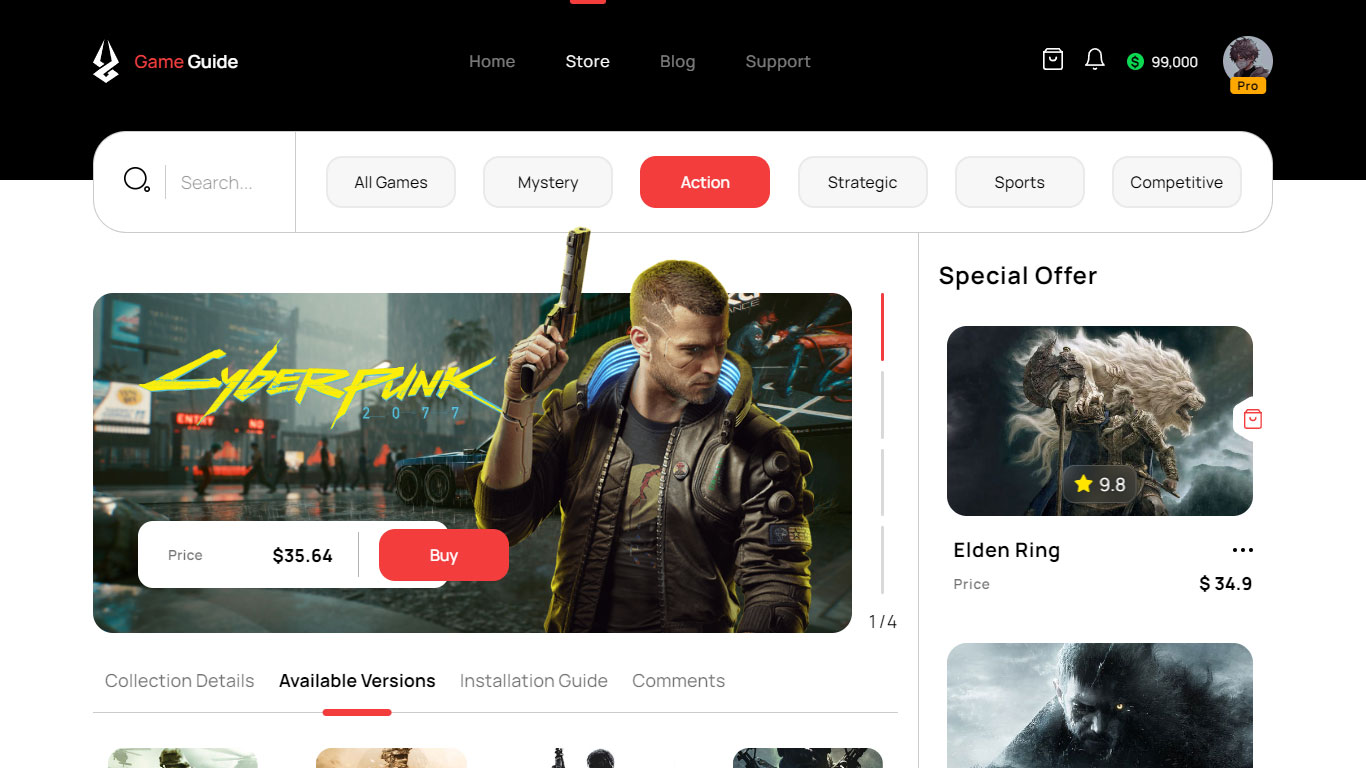 Game Guide
Home Store Blog Support
$ 99,000
Pro
Search...
All Games Mystery Action Strategic Sports Competitive
Special Offer
CYBERPUNK
2077
ENTRY NO
9.8
Price $35.64 Buy
Elden Ring
Price $ 34.9
1/4
Collection Details Available Versions Installation Guide Comments